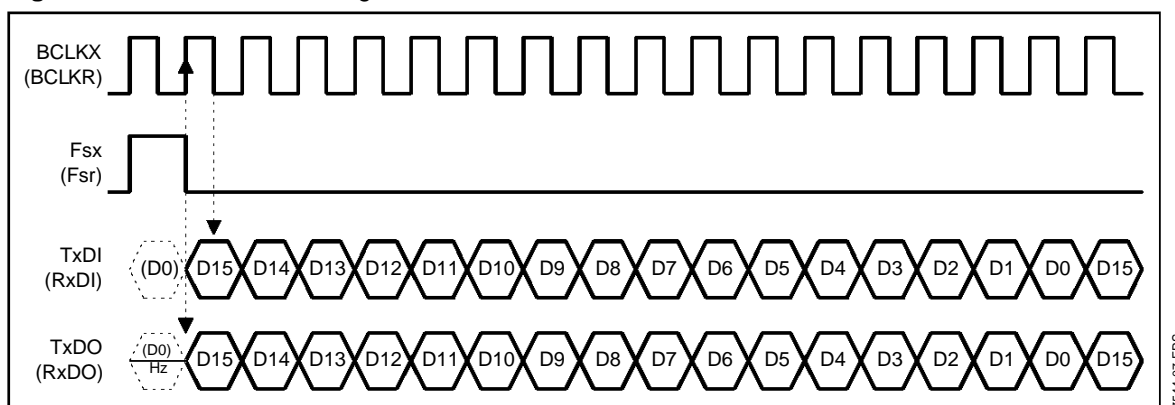 BCLKX
(BCLKR)
Fsx
(Fsr)
TxDI
(RxDI)
(D0) D15 D14 D13 D12 D11 D10 D9 D8 D7 D6 D5 D4 D3 D2 D1 D0 D15
TxDO
(RxDO)
(D0)
Hz
D15 D14 D13 D12 D11 D10 D9 D8 D7 D6 D5 D4 D3 D2 D1 D0 D15